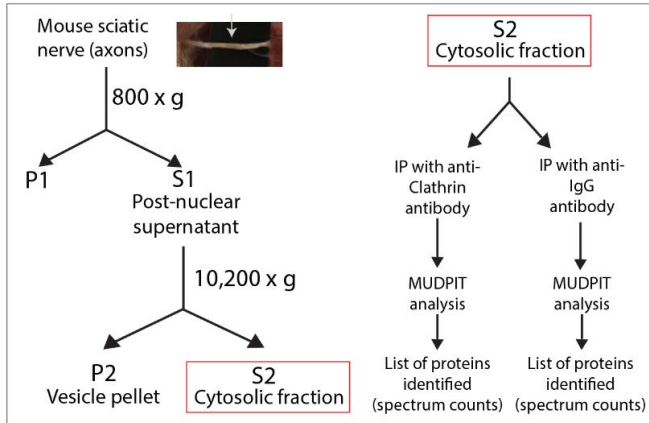 Mouse sciatic
nerve (axons)
800 x g
P1
S1
Post-nuclear
supernatant
10,200 x g
P2
Vesicle pellet
S2
Cytosolic fraction
S2
Cytosolic fraction
IP with anti-
Clathrin
antibody
MUDPIT
analysis
List of proteins
identified
(spectrum counts)
IP with anti-
IgG
antibody
MUDPIT
analysis
List of proteins
identified
(spectrum counts)